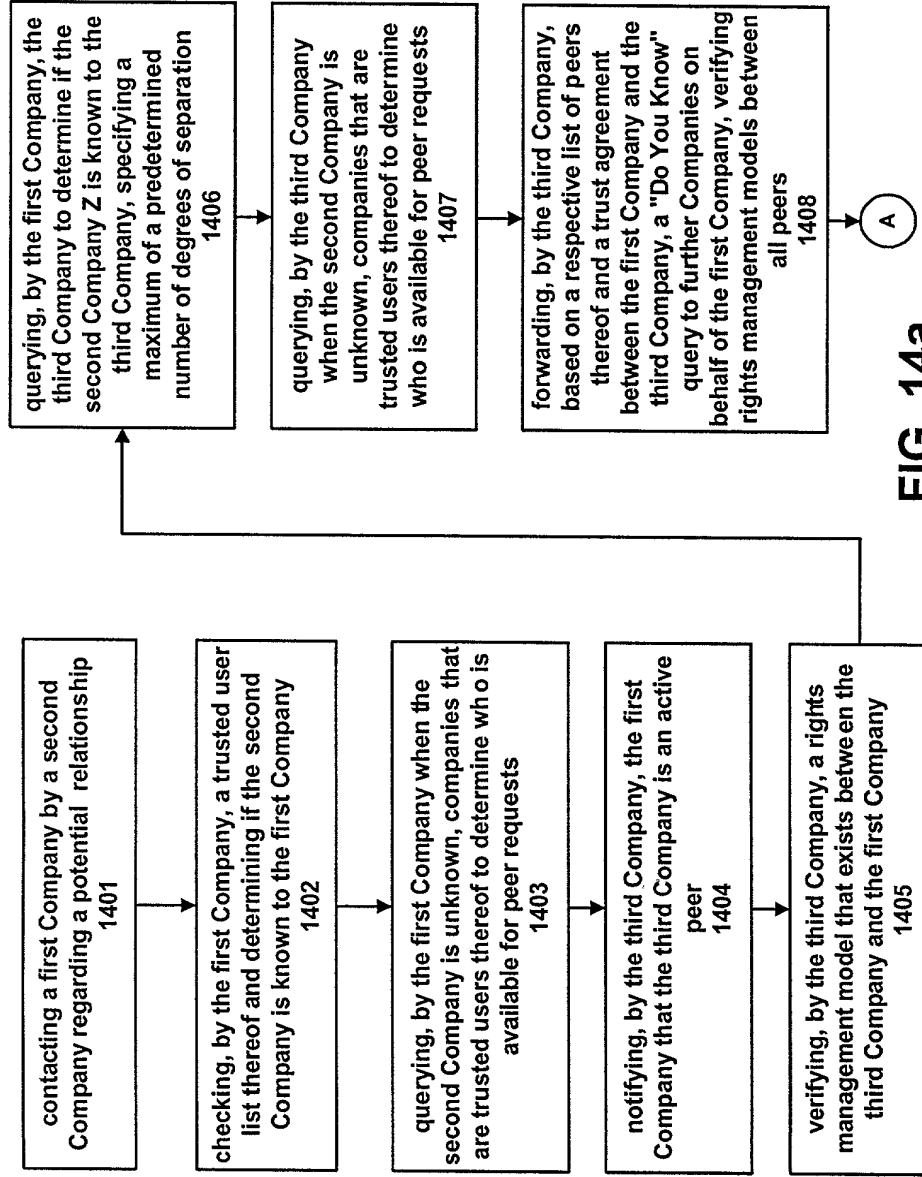 contacting a first Company by a second
Company regarding a potential relationship
1401
checking, by the first Company, a trusted user
list thereof and determining if the second
Company is known to the first Company
1402
querying, by the first Company when the
second Company is unknown, companies that
are trusted users thereof to determine who is
available for peer requests
1403
notifying, by the third Company, the first
Company that the third Company is an active
peer
1404
verifying, by the third Company, a rights
management model that exists between the
third Company and the first Company
1405
querying, by the first Company, the
third Company to determine if the
second Company Z is known to the
third Company, specifying a
maximum of a predetermined
number of degrees of separation
1406
querying, by the third Company
when the second Company is
unknown, companies that are
trusted users thereof to determine
who is available for peer requests
1407
forwarding, by the third Company,
based on a respective list of peers
thereof and a trust agreement
between the first Company and the
third Company, a "Do You Know"
query to further Companies on
behalf of the first Company, verifying
rights management models between
all peers
1408
A
FIG. 14a